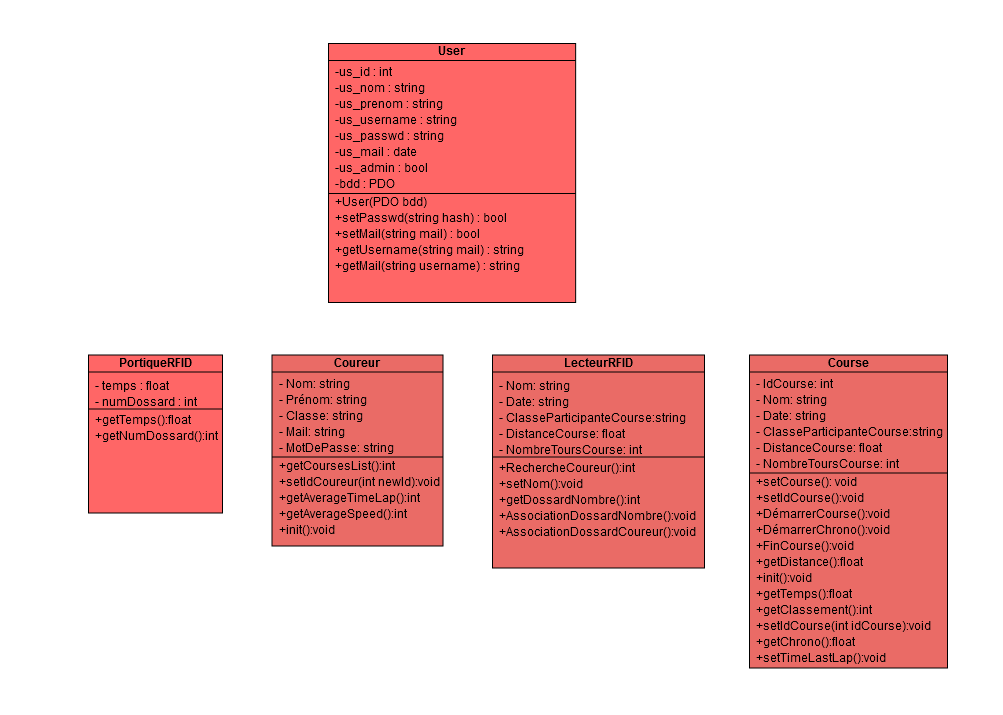 User
-us_id : int
-us_nom : string
-us_prenom : string
-us_username : string
-us_passwd : string
-us_mail : date
-us_admin : bool
-bdd : PDO
+User(PDO bdd)
+setPasswd(string hash) : bool
+setMail(string mail) : bool
+getUsername(string mail) : string
+getMail(string username) : string
PortiqueRFID
- temps : float
- numDossard : int
+getTemps():float
+getNumDossard():int
Coureur
- Nom: string
- Prénom: string
- Classe: string
- Mail: string
- MotDePasse: string
+getCoursesList():int
+setIdCoureur(int newId):void
+getAverageTimeLap():int
+getAverageSpeed():int
+init():void
LecteurRFID
- Nom: string
- Date: string
- ClasseParticipanteCourse:string
- DistanceCourse: float
- NombreToursCourse: int
+RechercheCoureur():int
+setNom():void
+getDossardNombre():int
+AssociationDossardNombre():void
+AssociationDossardCoureur():void
Course
- IdCourse: int
- Nom: string
- Date: string
- ClasseParticipanteCourse:string
- DistanceCourse: float
- NombreToursCourse: int
+setCourse(): void
+setIdCourse():void
+DémarrerCourse():void
+DémarrerChrono():void
+FinCourse():void
+getDistance():float
+init():void
+getTemps():float
+getClassement():int
+setIdCourse(int idCourse):void
+getChrono():float
+setTimeLastLap():void